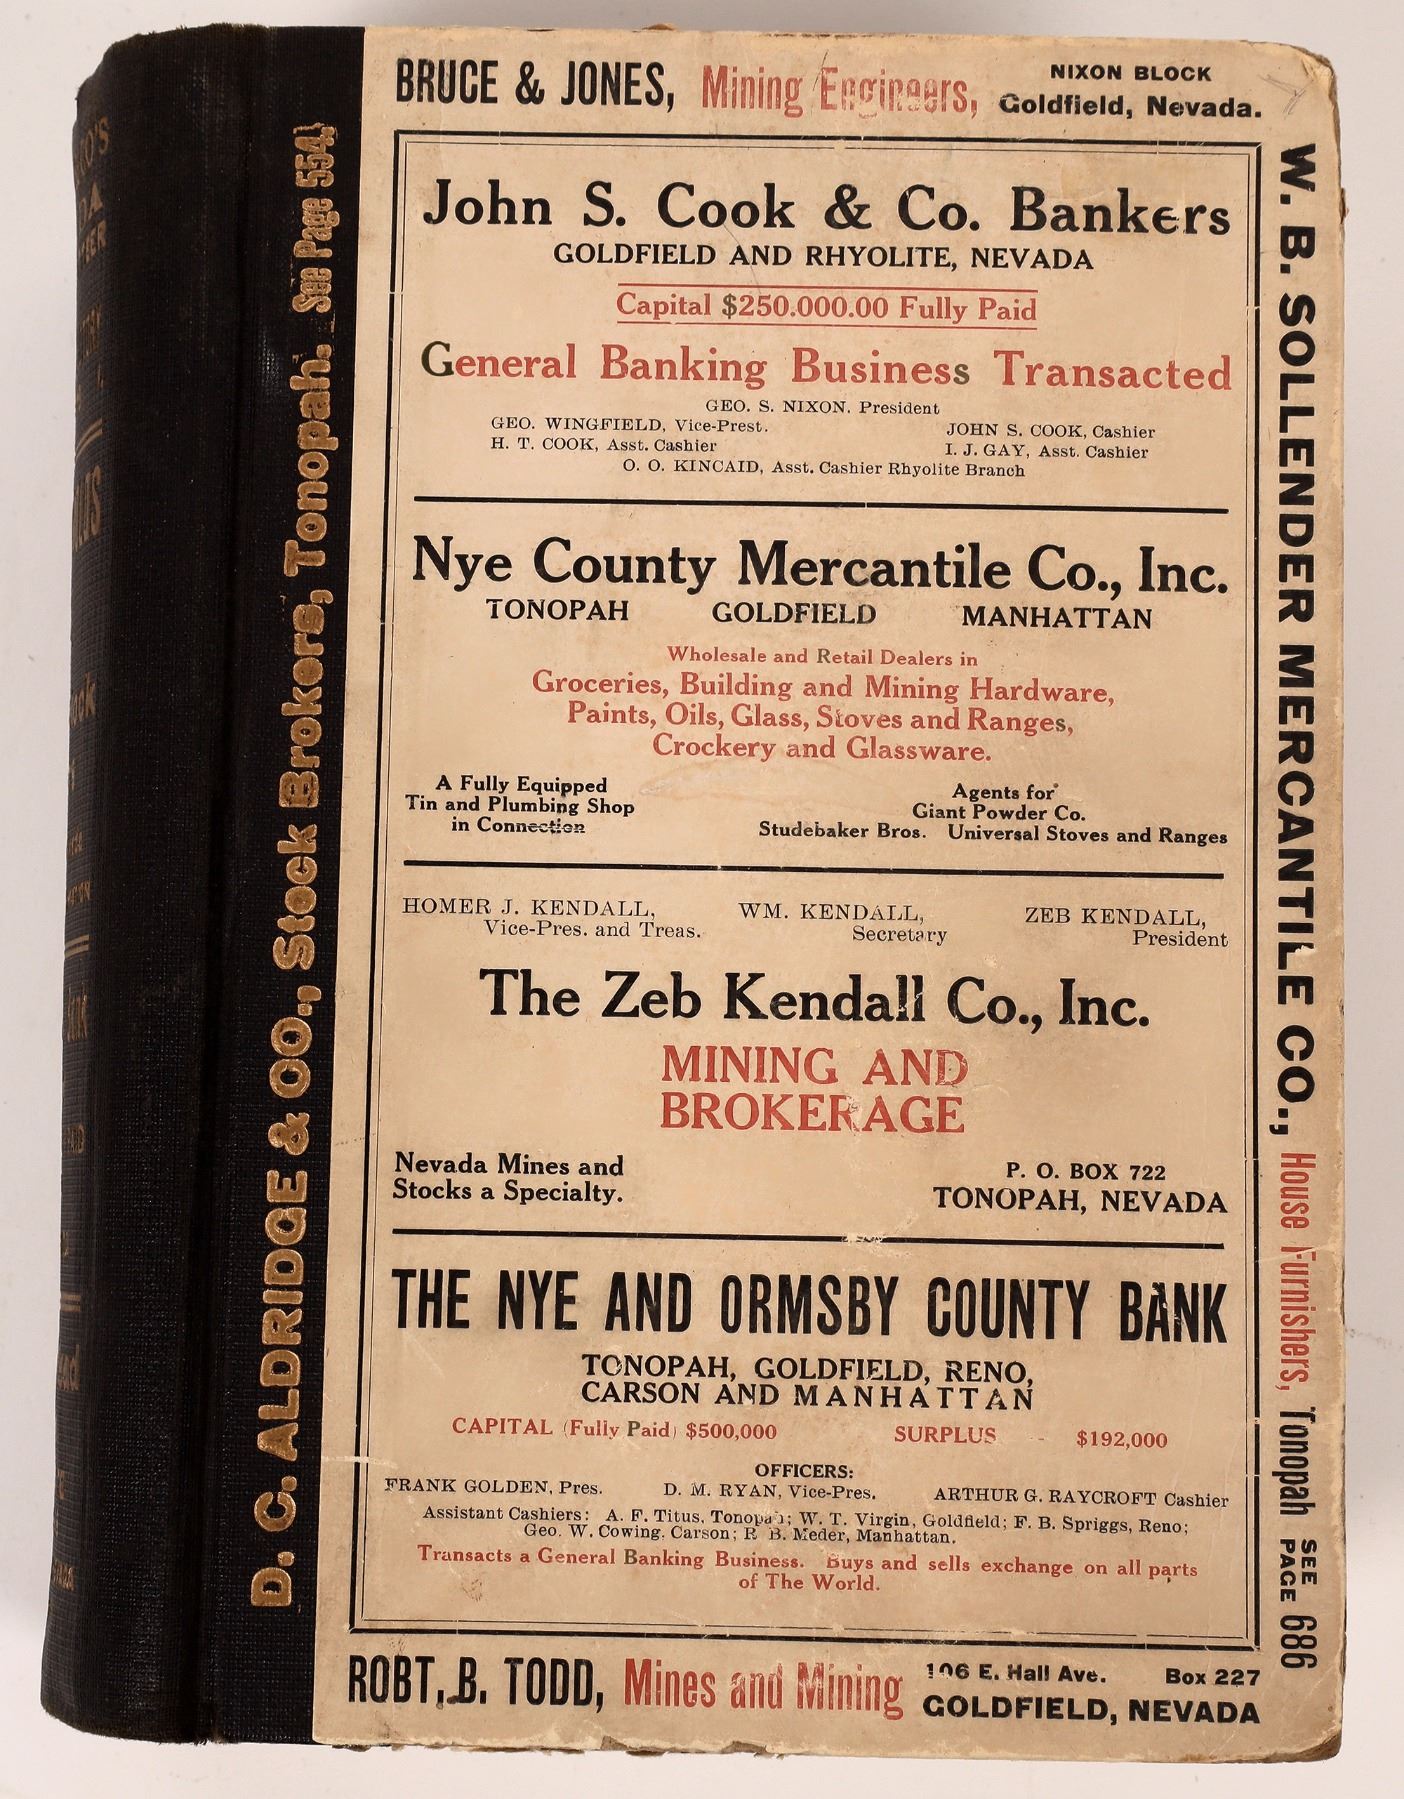 BRUCE & JONES, Mining Engineers, NIXON BLOCK
Goldfield, Nevada.
John S. Cook & Co. Bankers
GOLDFIELD AND RHYOLITE, NEVADA
Capital $250.000.00 Fully Paid
General Banking Business Transacted
GEO. S. NIXON. President
GEO. WINGFIELD, Vice-Prest. JOHN S. COOK, Cashier
H. T. COOK, Asst. Cashier I. J. GAY, Asst. Cashier
O. O. KINCAID, Asst. Cashier Rhyolite Branch
Nye County Mercantile Co., Inc.
TONOPAH GOLDFIELD MANHATTAN
Wholesale and Retail Dealers in
Groceries, Building and Mining Hardware,
Paints, Oils, Glass, Stoves and Ranges,
Crockery and Glassware.
A Fully Equipped
Tin and Plumbing Shop
in Connection
Agents for
Giant Powder Co.
Studebaker Bros. Universal Stoves and Ranges
HOMER J. KENDALL,
Vice-Pres. and Treas.
WM. KENDALL,
Secretary
ZEB KENDALL,
President
The Zeb Kendall Co., Inc.
MINING AND
BROKERAGE
Nevada Mines and
Stocks a Specialty.
P. O. BOX 722
TONOPAH, NEVADA
THE NYE AND ORMSBY COUNTY BANK
TONOPAH, GOLDFIELD, RENO,
CARSON AND MANHATTAN
CAPITAL (Fully Paid) $500,000 SURPLUS - $192,000
OFFICERS:
FRANK GOLDEN, Pres. D. M. RYAN, Vice-Pres. ARTHUR G. RAYCROFT Cashier
Assistant Cashiers: A. F. Titus, Tonopah; W. T. Virgin, Goldfield; F. B. Spriggs, Reno;
Geo. W. Cowing. Carson; R. B. Meder, Manhattan.
Transacts a General Banking Business. Buys and sells exchange on all parts
of The World.
ROBT. B. TODD, Mines and Mining 106 E. Hall Ave. Box 227
GOLDFIELD, NEVADA
W. B. SOLLENDER MERCANTILE CO., House Furnishers, Tonopah SEE
PAGE 686
D. C. ALDRIDGE & CO., Stock Brokers, Tonopah. See Page 554.